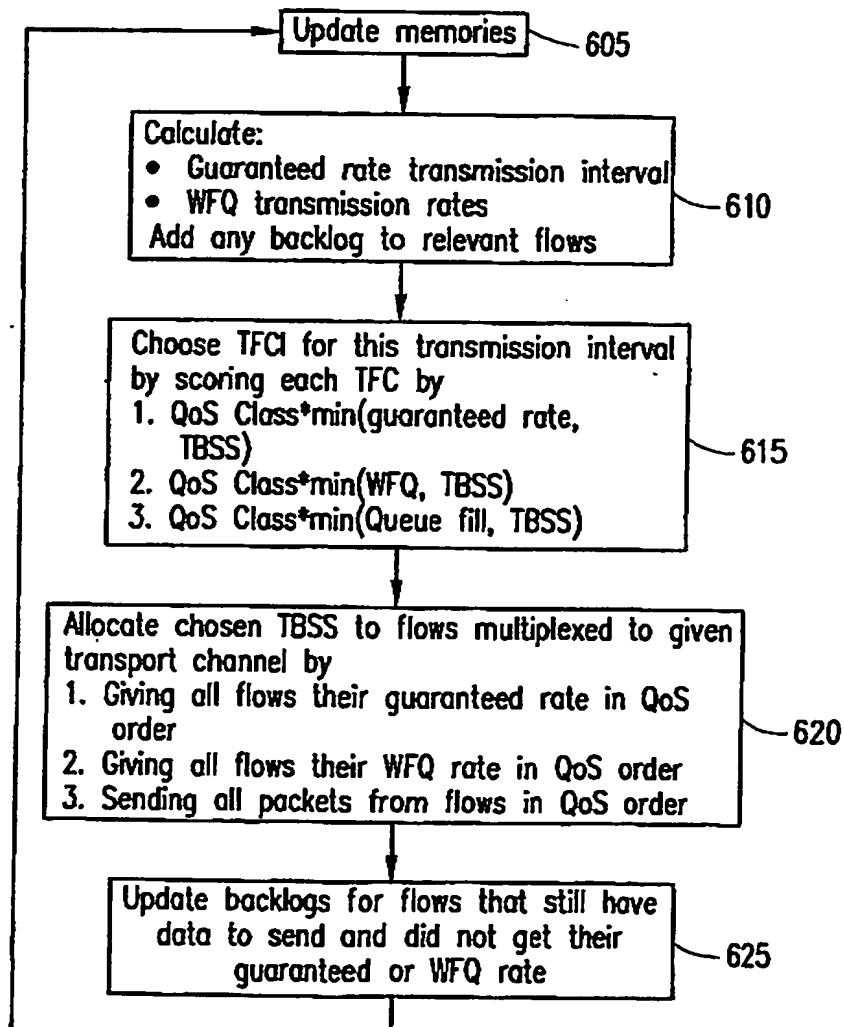 Update memories
605
Calculate:
• Guaranteed rate transmission interval
• WFQ transmission rates
Add any backlog to relevant flows
610
Choose TFCI for this transmission interval
by scoring each TFC by
1. QoS Class*min(guaranteed rate,
TBSS)
2. QoS Class*min(WFQ, TBSS)
3. QoS Class*min(Queue fill, TBSS)
615
Allocate chosen TBSS to flows multiplexed to given
transport channel by
1. Giving all flows their guaranteed rate in QoS
order
2. Giving all flows their WFQ rate in QoS order
3. Sending all packets from flows in QoS order
620
Update backlogs for flows that still have
data to send and did not get their
guaranteed or WFQ rate
625